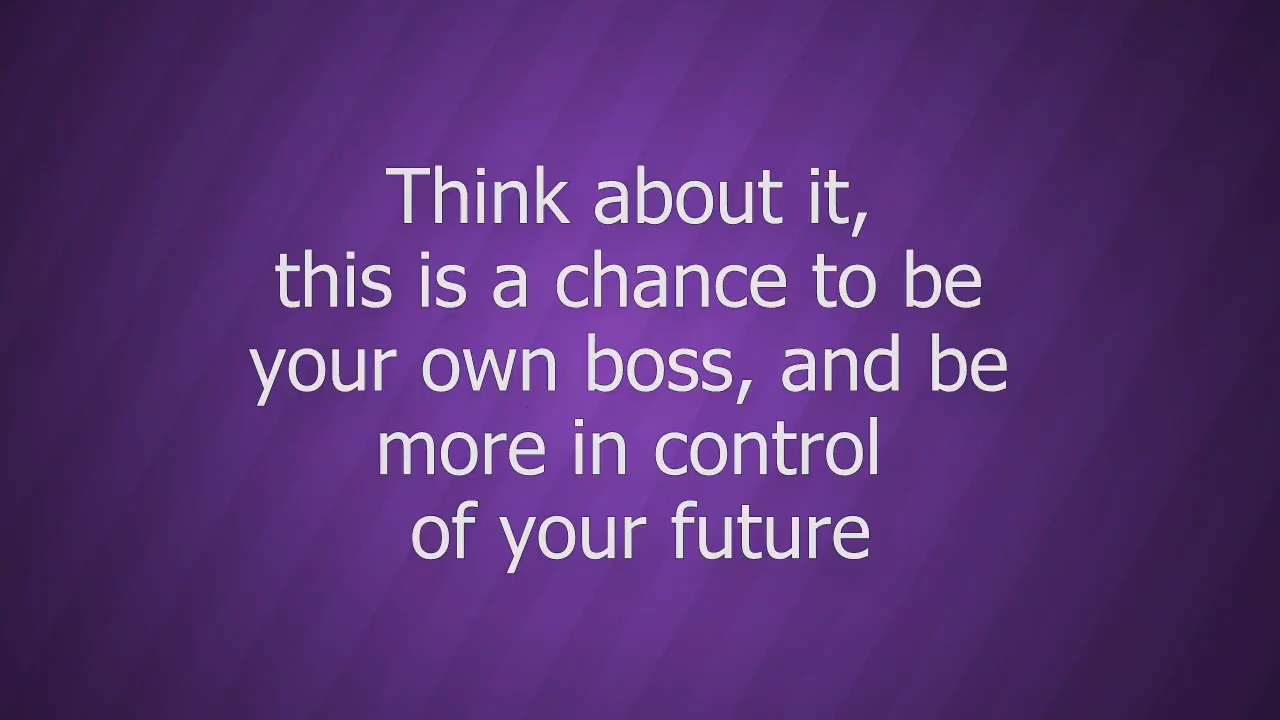 Think about it,
this is a chance to be
your own boss, and be
more in control
of your future